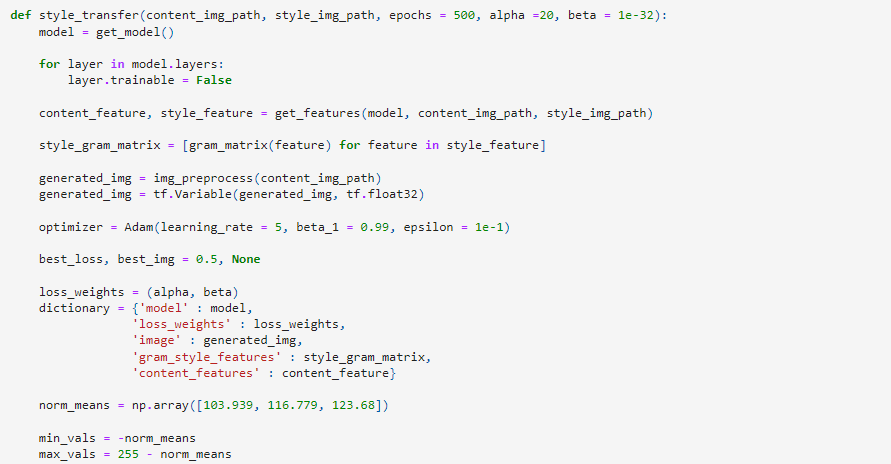 def style_transfer(content_img_path, style_img_path, epochs = 500, alpha =20, beta = 1e-32):
    model = get_model()
    for layer in model.layers:
        layer.trainable = False
    content_feature, style_feature = get_features(model, content_img_path, style_img_path)
    style_gram_matrix = [gram_matrix(feature) for feature in style_feature]
    generated_img = img_preprocess(content_img_path)
    generated_img = tf.Variable(generated_img, tf.float32)
    optimizer = Adam(learning_rate = 5, beta_1 = 0.99, epsilon = 1e-1)
    best_loss, best_img = 0.5, None
    loss_weights = (alpha, beta)
    dictionary = {'model' : model,
                 'loss_weights' : loss_weights,
                 'image' : generated_img,
                 'gram_style_features' : style_gram_matrix,
                 'content_features' : content_feature}
    norm_means = np.array([103.939, 116.779, 123.68])
    min_vals = -norm_means
    max_vals = 255 - norm_means